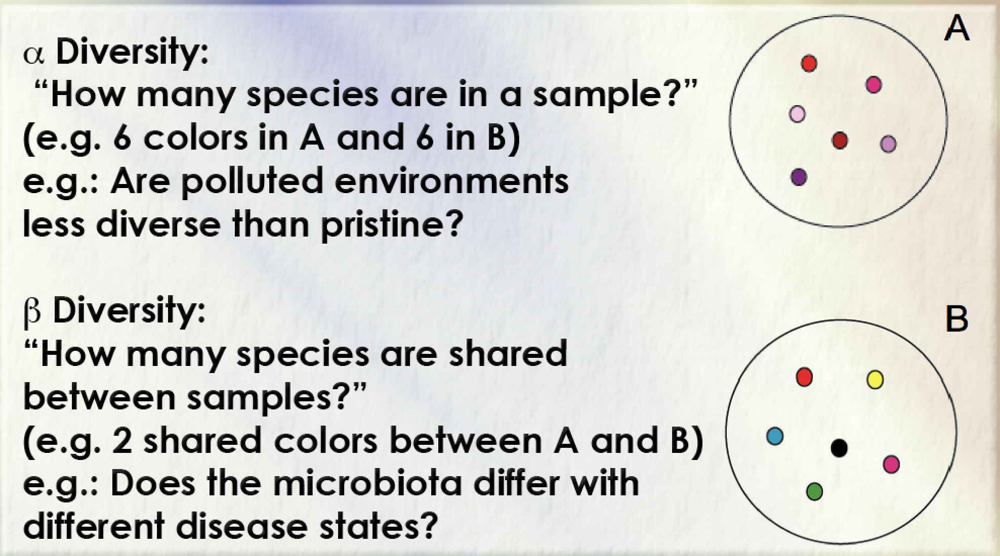 α Diversity:
“How many species are in a sample?”
(e.g. 6 colors in A and 6 in B)
e.g.: Are polluted environments
less diverse than pristine?
A
β Diversity:
“How many species are shared
between samples?”
(e.g. 2 shared colors between A and B)
e.g.: Does the microbiota differ with
different disease states?
B